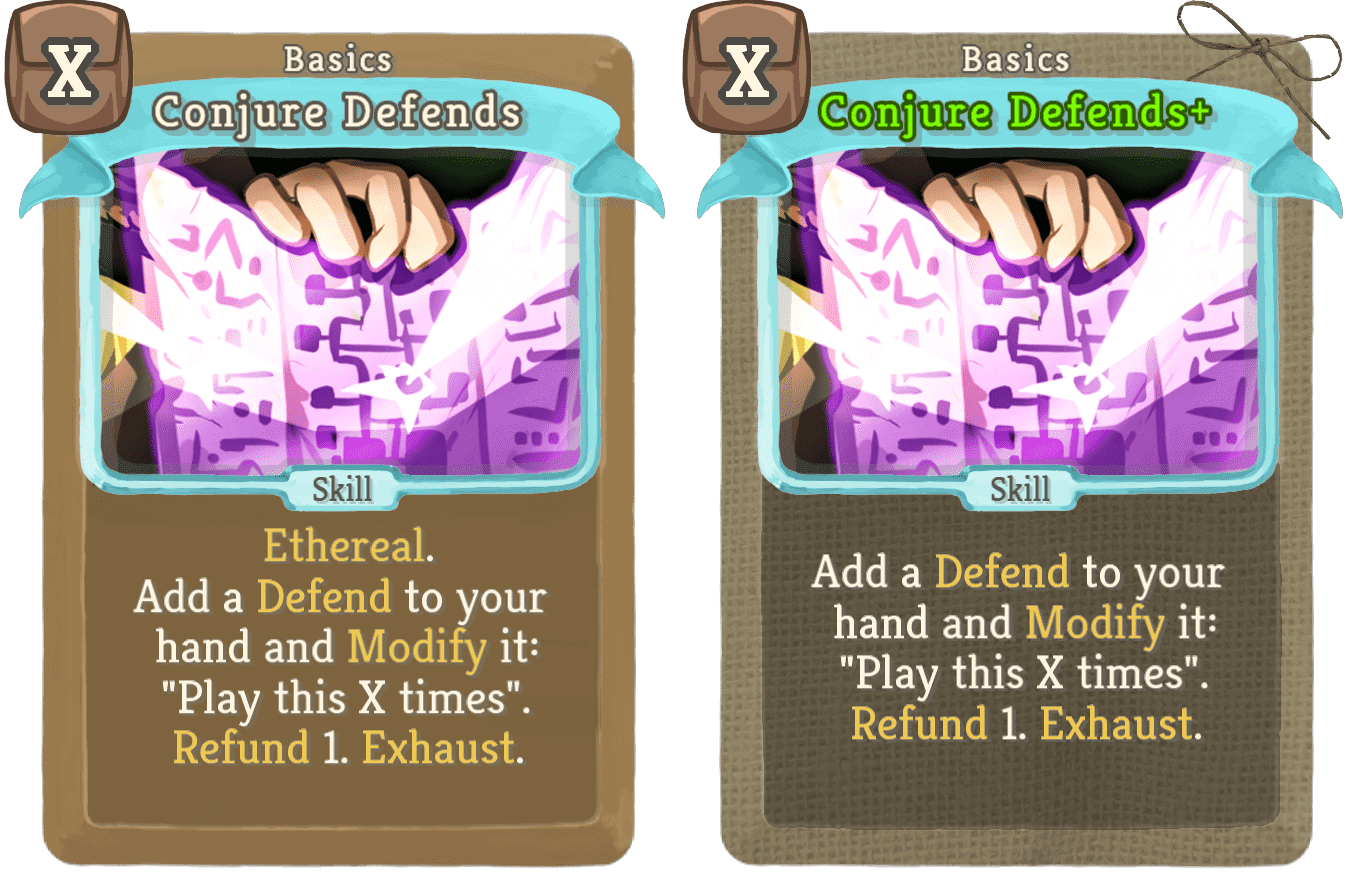 X
Basics
Conjure Defends
Skill
Ethereal.
Add a Defend to your
hand and Modify it:
"Play this X times".
Refund 1. Exhaust.
X
Basics
Conjure Defends+
Skill
Add a Defend to your
hand and Modify it:
"Play this X times".
Refund 1. Exhaust.